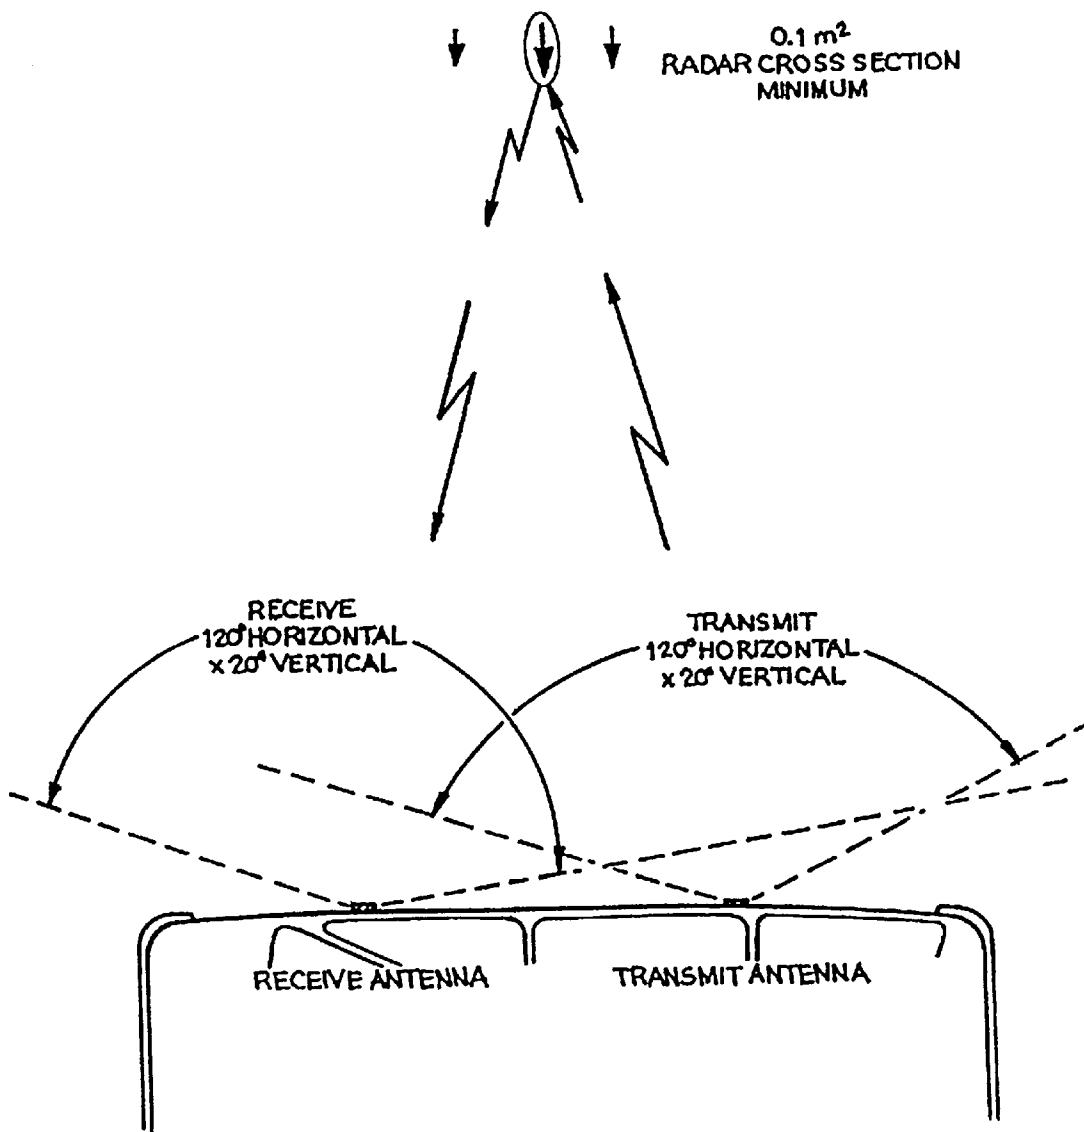 0.1 m²
RADAR CROSS SECTION
MINIMUM
RECEIVE
120° HORIZONTAL
x 20° VERTICAL
TRANSMIT
120° HORIZONTAL
x 20° VERTICAL
RECEIVE ANTENNA
TRANSMIT ANTENNA